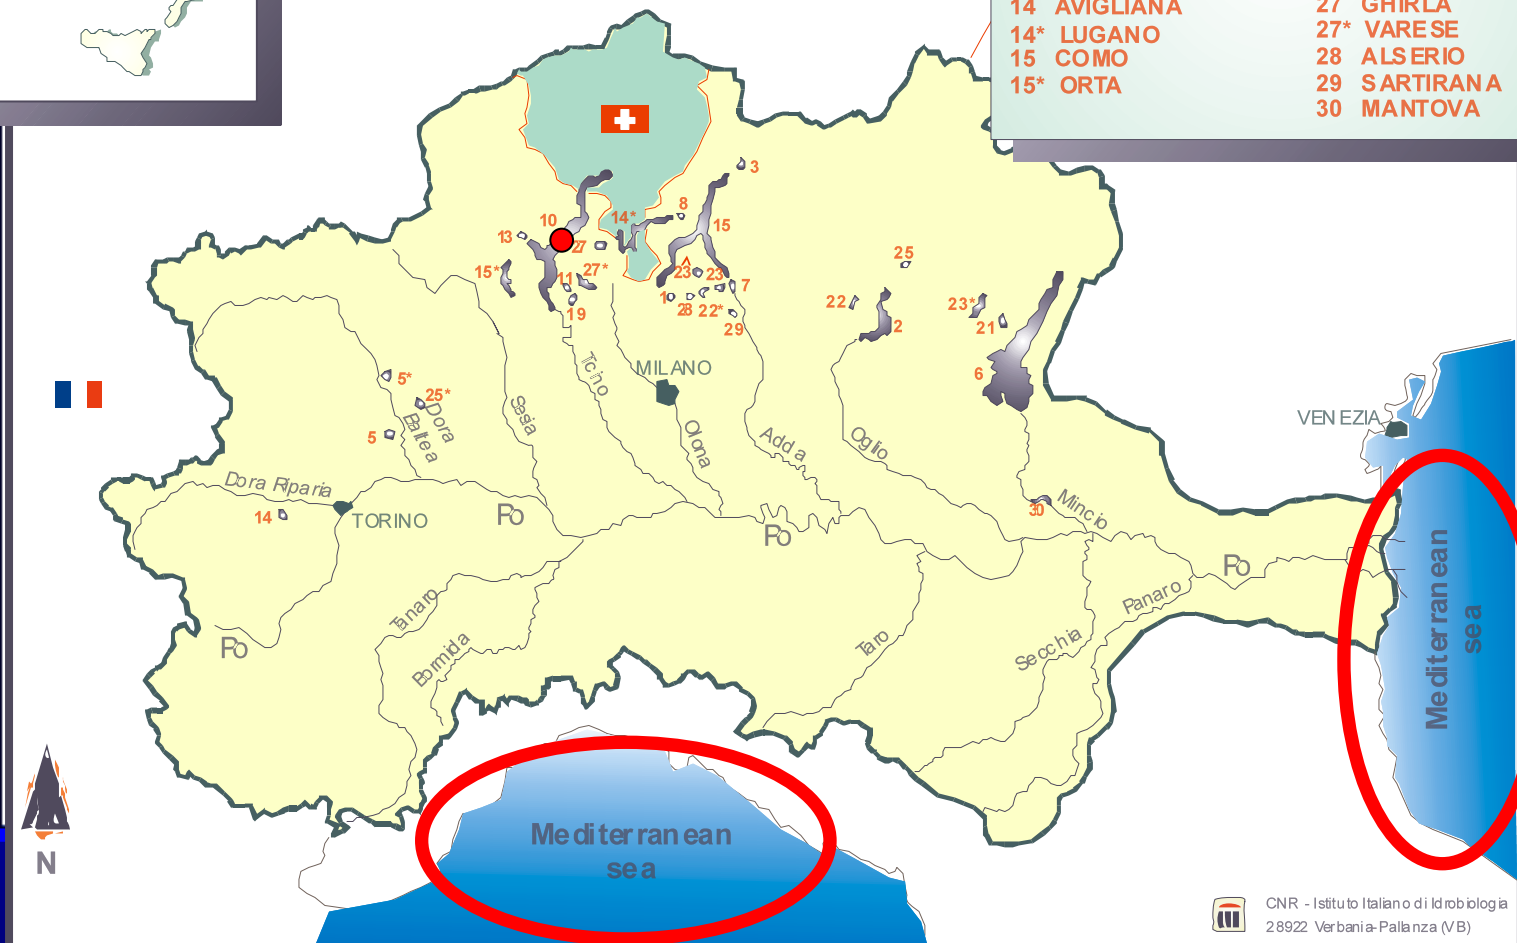 14 AVIGLIANA
14* LUGANO
15 COMO
15* ORTA
27 GHIRLA
27* VARESE
28 ALSERIO
29 SARTIRANA
30 MANTOVA
3
8
14*
15
10
13
27
15*
11
27*
19
23
23
7
1
28
22*
29
25
22
2
23*
21
6
MILANO
Ticino
Sesia
Olona
Adda
Oglio
5*
25*
5
Dora
Baltea
VENEZIA
Dora Riparia
14
TORINO
Po
Po
30
Mincio
Po
Panaro
Tanaro
Bormida
Po
Taro
Secchia
Mediterranean
sea
Mediterranean
sea
N
CNR - Istituto Italiano di Idrobiologia
28922 Verbania-Pallanza (VB)